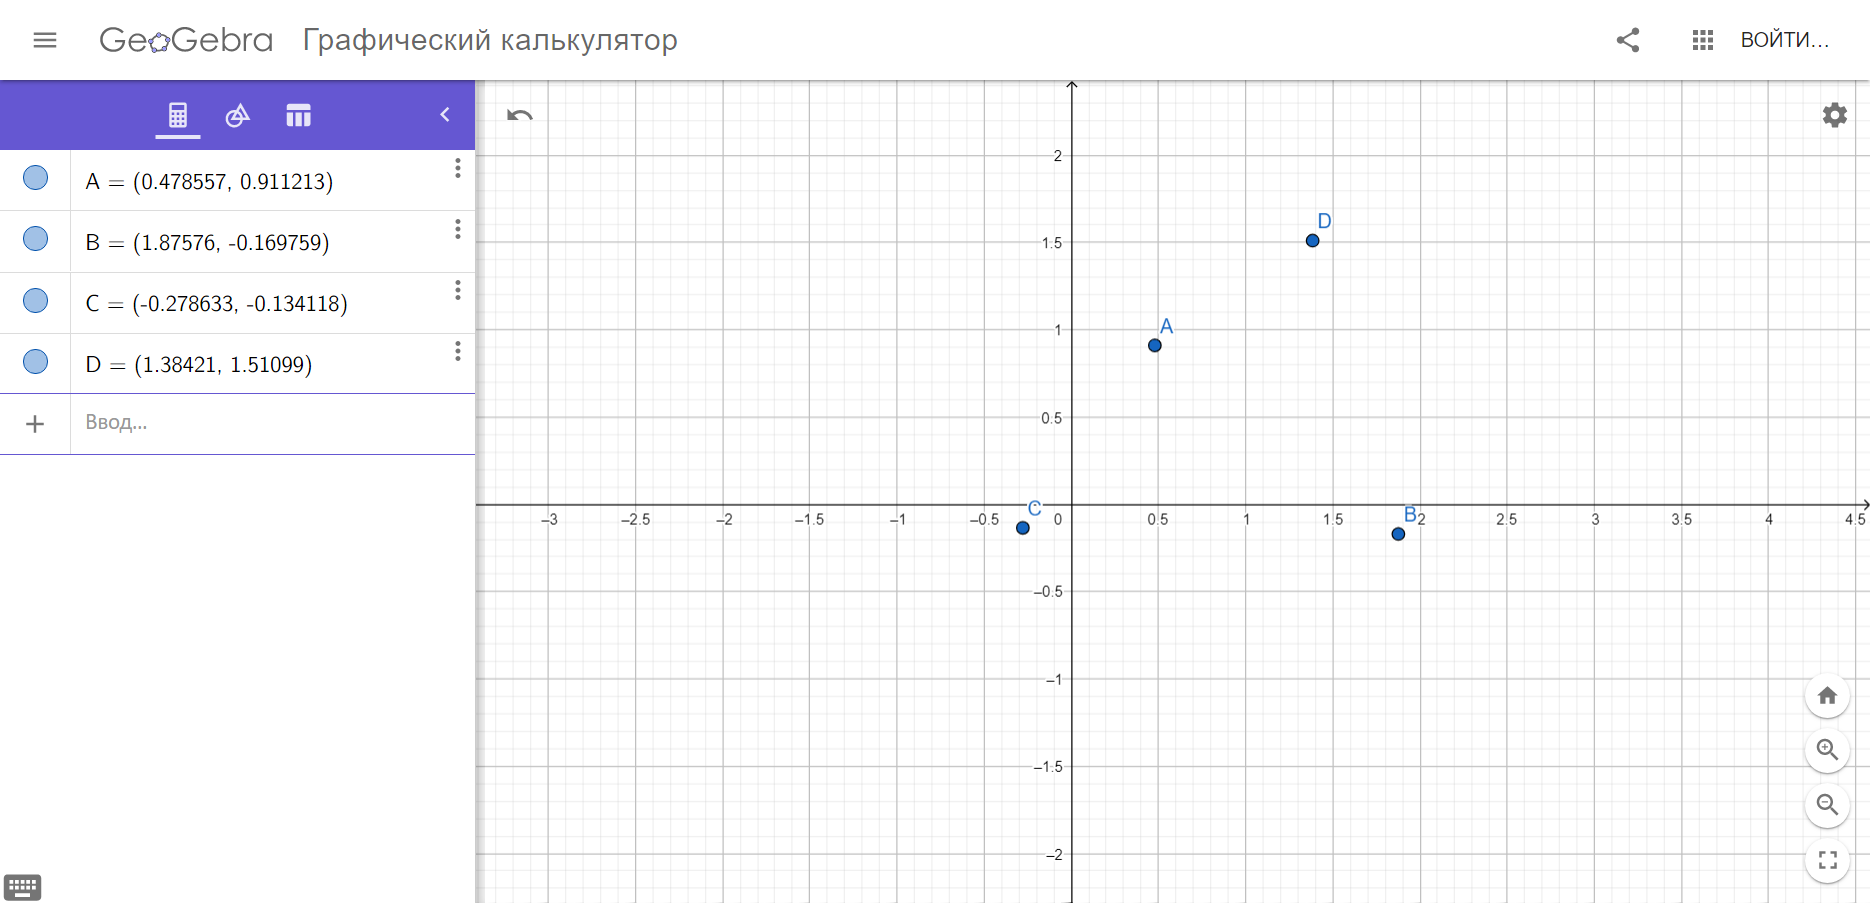 GeoGebra Графический калькулятор ВОЙТИ...
A = (0.478557, 0.911213)
B = (1.87576, -0.169759)
C = (-0.278633, -0.134118)
D = (1.38421, 1.51099)
Ввод...
2
D
1.5
A
1
0.5
C
B
–3 –2.5 –2 –1.5 –1 –0.5 0 0.5 1 1.5 2 2.5 3 3.5 4 4.5
–0.5
–1
–1.5
–2